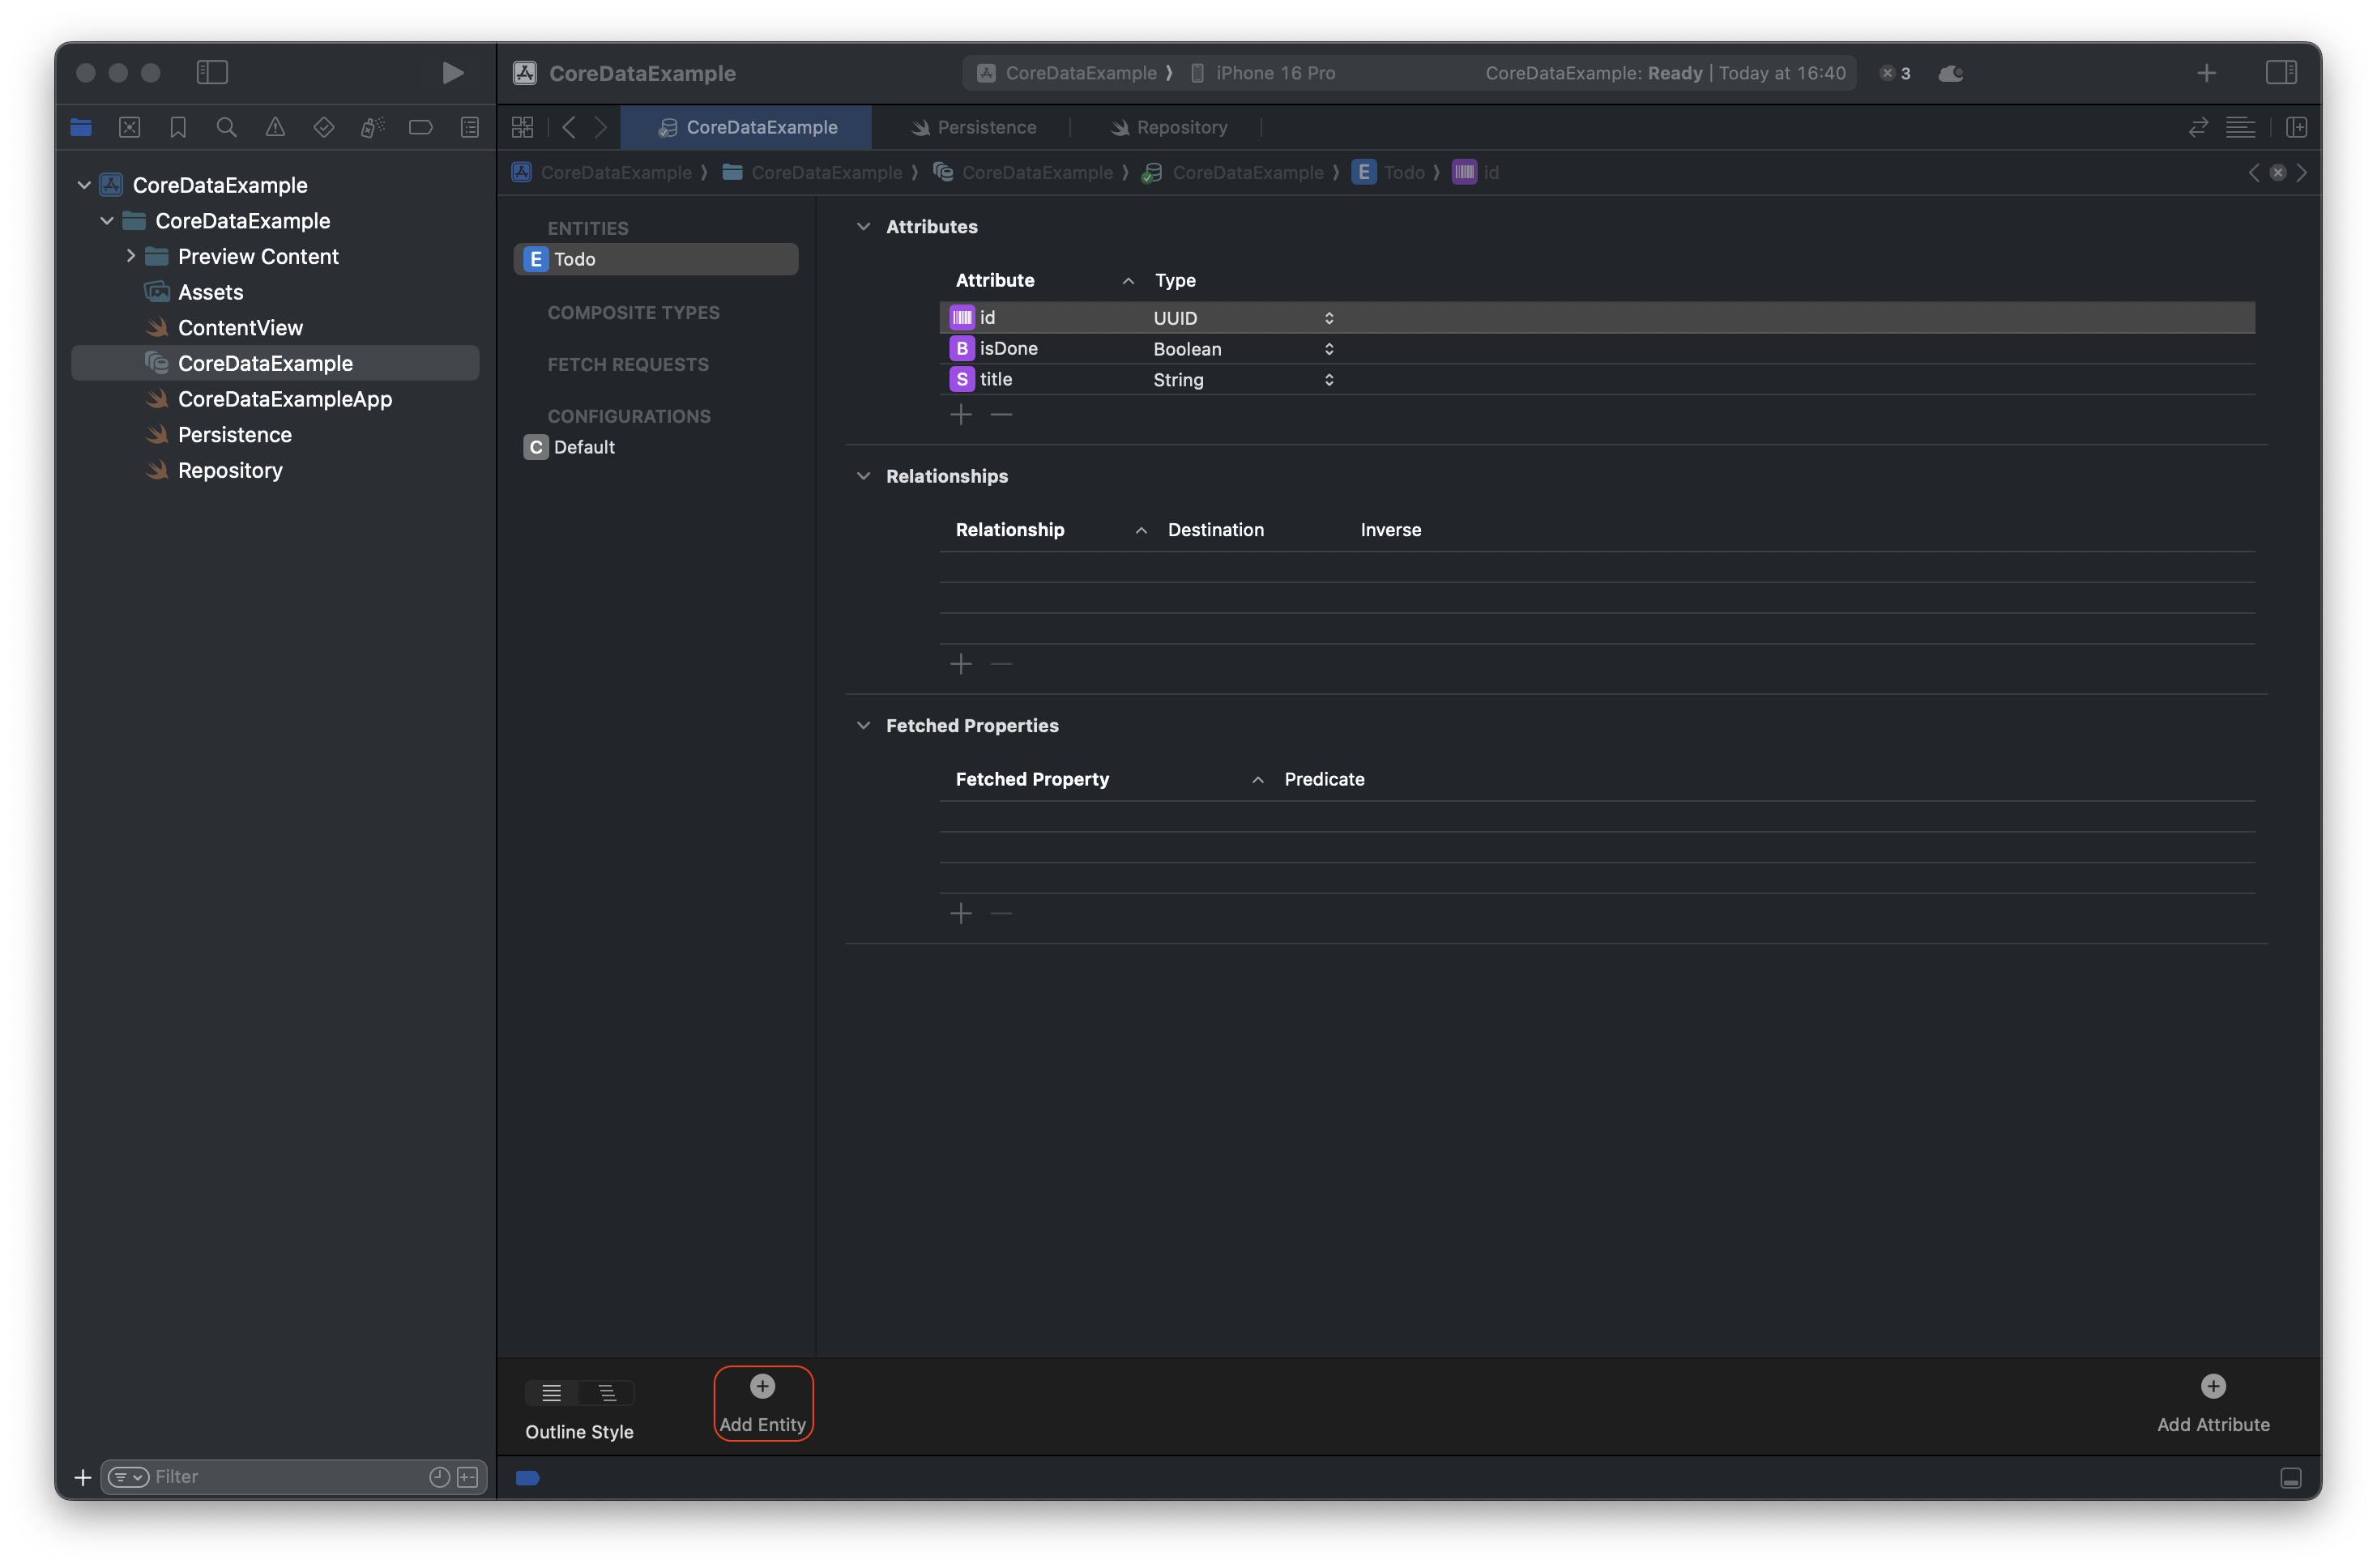 CoreDataExample
CoreDataExample ⟩ iPhone 16 Pro
CoreDataExample: Ready | Today at 16:40
3
CoreDataExample
Persistence
Repository
CoreDataExample ⟩ CoreDataExample ⟩ CoreDataExample ⟩ CoreDataExample ⟩ E Todo ⟩ id
CoreDataExample
CoreDataExample
Preview Content
Assets
ContentView
CoreDataExample
CoreDataExampleApp
Persistence
Repository
Filter
ENTITIES
E Todo
COMPOSITE TYPES
FETCH REQUESTS
CONFIGURATIONS
C Default
Attributes
Attribute Type
id UUID
B isDone Boolean
S title String
Relationships
Relationship Destination Inverse
Fetched Properties
Fetched Property Predicate
Outline Style
Add Entity
Add Attribute